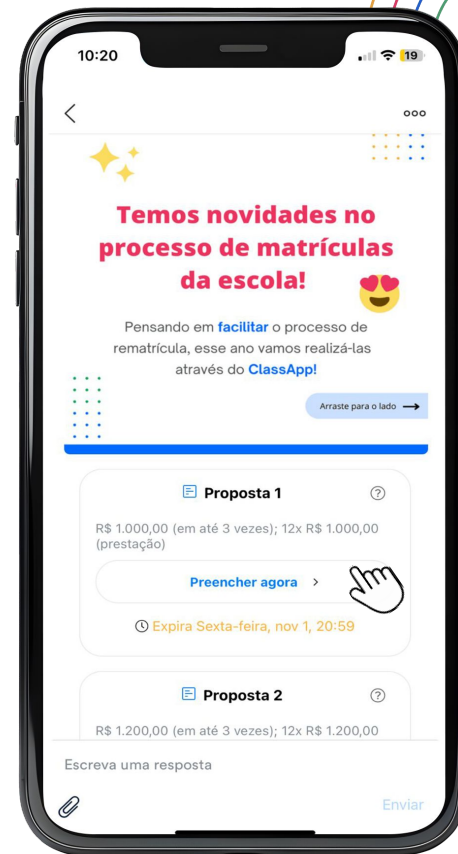 10:20
19
Temos novidades no
processo de matrículas
da escola!
Pensando em facilitar o processo de
rematrícula, esse ano vamos realizá-las
através do ClassApp!
Arraste para o lado →
Proposta 1
?
R$ 1.000,00 (em até 3 vezes); 12x R$ 1.000,00
(prestação)
Preencher agora >
Expira Sexta-feira, nov 1, 20:59
Proposta 2
?
R$ 1.200,00 (em até 3 vezes); 12x R$ 1.200,00
Escreva uma resposta
Enviar